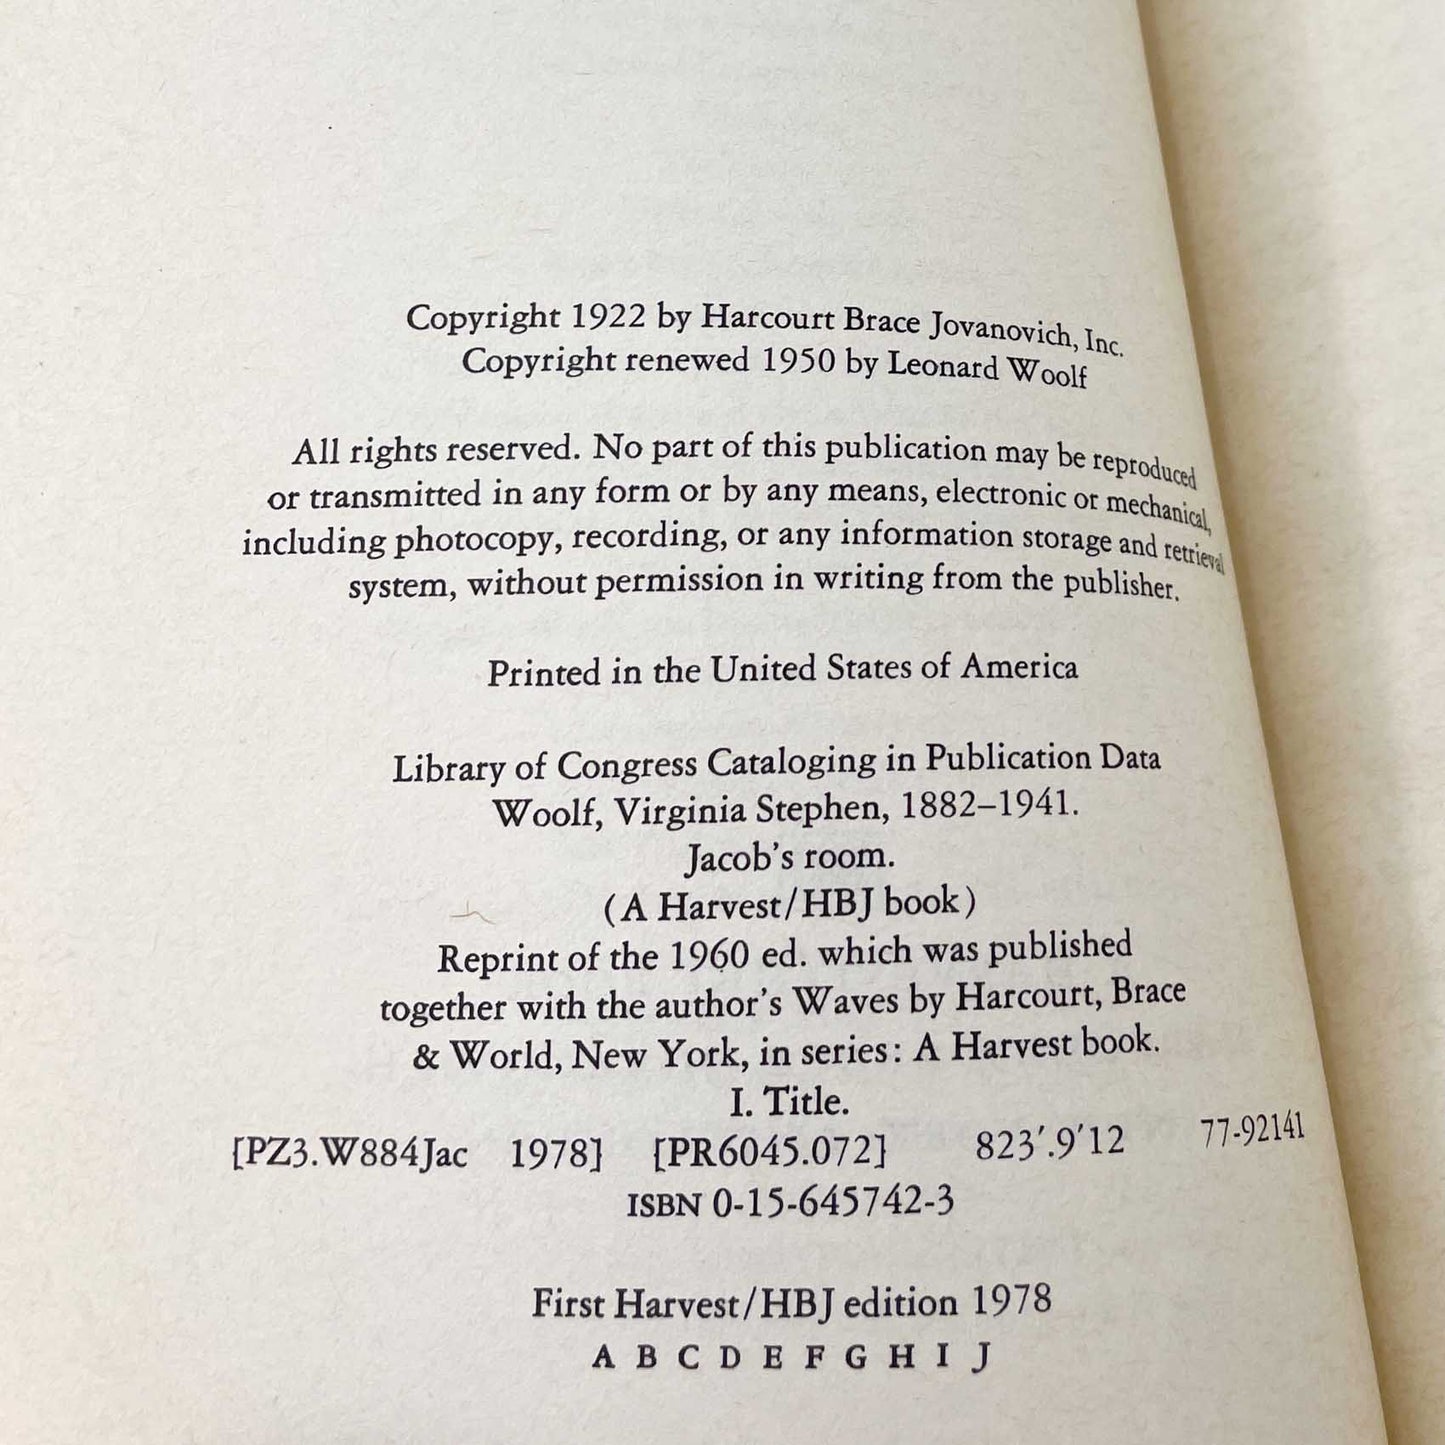 Copyright 1922 by Harcourt Brace Jovanovich, Inc.
Copyright renewed 1950 by Leonard Woolf
All rights reserved. No part of this publication may be reproduced
or transmitted in any form or by any means, electronic or mechanical,
including photocopy, recording, or any information storage and retrieval
system, without permission in writing from the publisher.
Printed in the United States of America
Library of Congress Cataloging in Publication Data
Woolf, Virginia Stephen, 1882–1941.
Jacob's room.
(A Harvest/HBJ book)
Reprint of the 1960 ed. which was published
together with the author's Waves by Harcourt, Brace
& World, New York, in series: A Harvest book.
I. Title.
[PZ3.W884Jac 1978] [PR6045.072] 823′.9′12 77-92141
ISBN 0-15-645742-3
First Harvest/HBJ edition 1978
A B C D E F G H I J